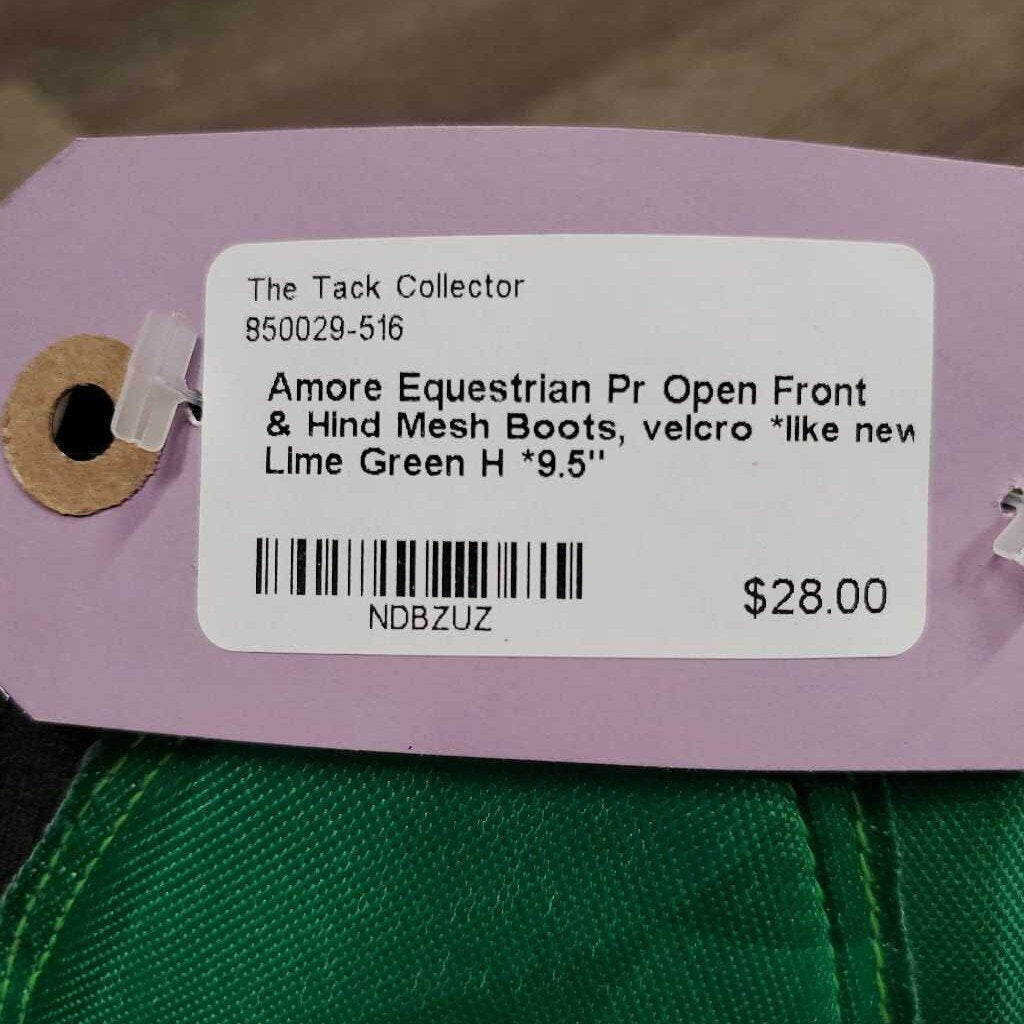 The Tack Collector
850029-516
Amore Equestrian Pr Open Front
& Hind Mesh Boots, velcro *like new
Lime Green H *9.5"
NDBZUZ
$28.00